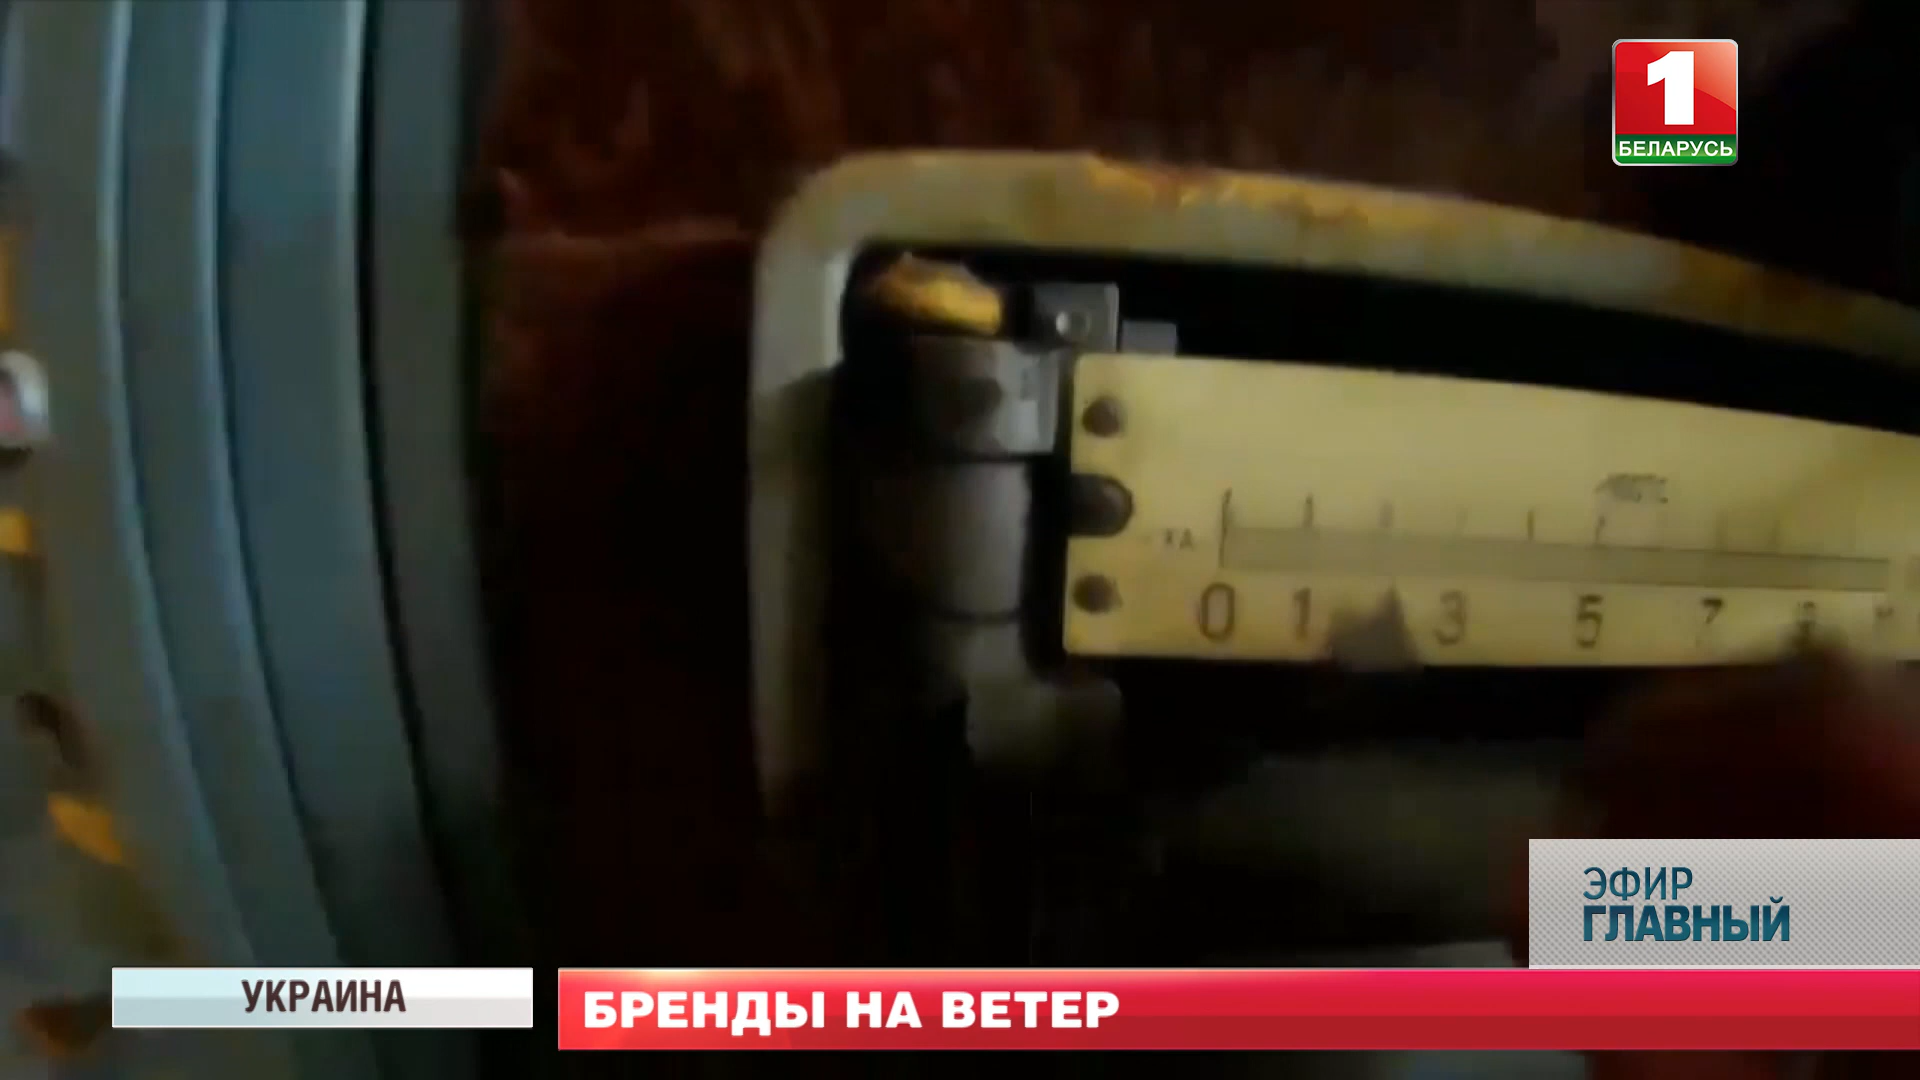 1
БЕЛАРУСЬ
0 1 3 5 7
ЭФИР
ГЛАВНЫЙ
УКРАИНА
БРЕНДЫ НА ВЕТЕР